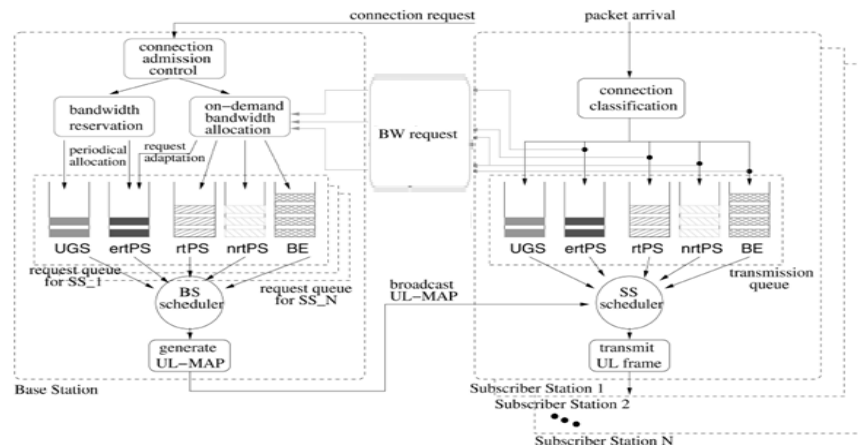 connection request
packet arrival
connection
admission
control
bandwidth
reservation
on-demand
bandwidth
allocation
periodical
allocation
request
adaptation
UGS
ertPS
rtPS
nrtPS
BE
request queue
for SS_1
request queue
for SS_N
BS
scheduler
generate
UL-MAP
Base Station
BW request
broadcast
UL-MAP
connection
classification
UGS
ertPS
rtPS
nrtPS
BE
transmission
queue
SS
scheduler
transmit
UL frame
Subscriber Station 1
Subscriber Station 2
Subscriber Station N